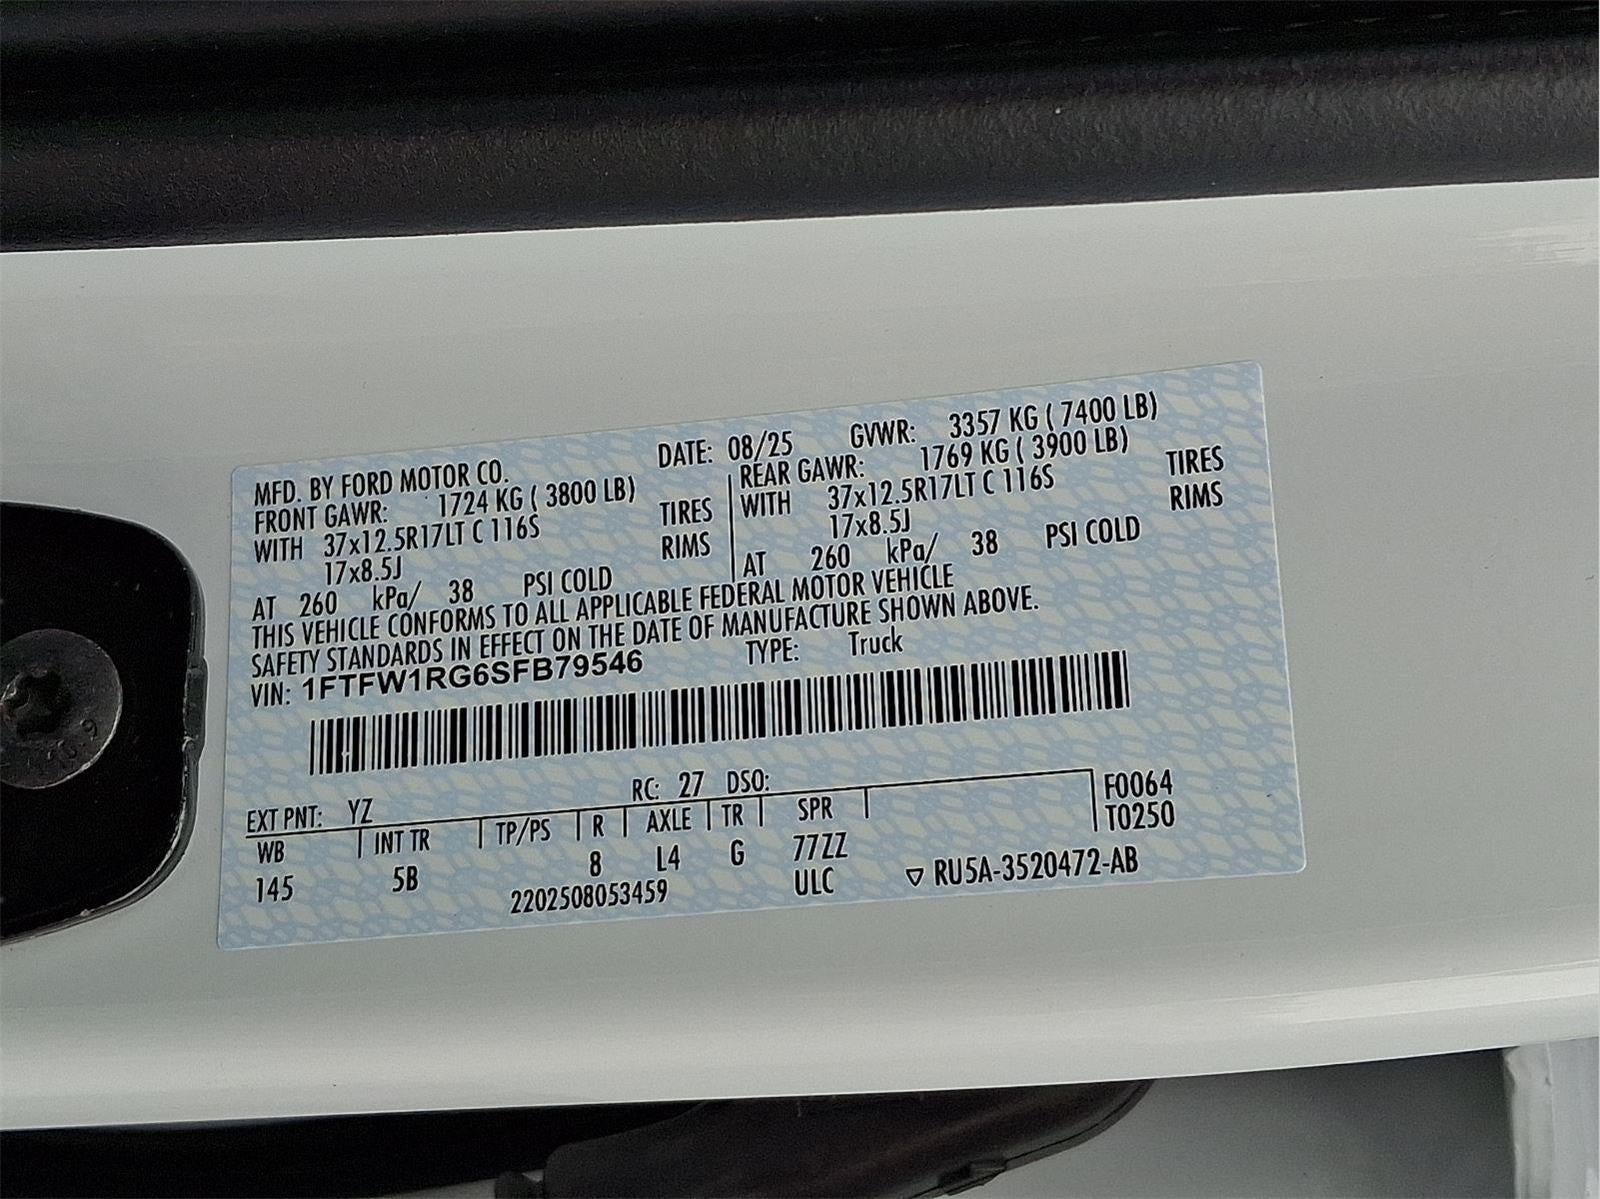 MFD. BY FORD MOTOR CO. DATE: 08/25 GVWR: 3357 KG ( 7400 LB)
FRONT GAWR: 1724 KG ( 3800 LB) REAR GAWR: 1769 KG ( 3900 LB)
WITH 37x12.5R17LT C 116S TIRES WITH 37x12.5R17LT C 116S TIRES
17x8.5J RIMS 17x8.5J RIMS
AT 260 kPa/ 38 PSI COLD AT 260 kPa/ 38 PSI COLD
THIS VEHICLE CONFORMS TO ALL APPLICABLE FEDERAL MOTOR VEHICLE
SAFETY STANDARDS IN EFFECT ON THE DATE OF MANUFACTURE SHOWN ABOVE.
VIN: 1FTFW1RG6SFB79546 TYPE: Truck
EXT PNT: YZ RC: 27 DSO: F0064
WB INT TR TP/PS R AXLE TR SPR T0250
145 5B 8 L4 G 77ZZ
2202508053459 ULC ▽ RU5A-3520472-AB
10.9